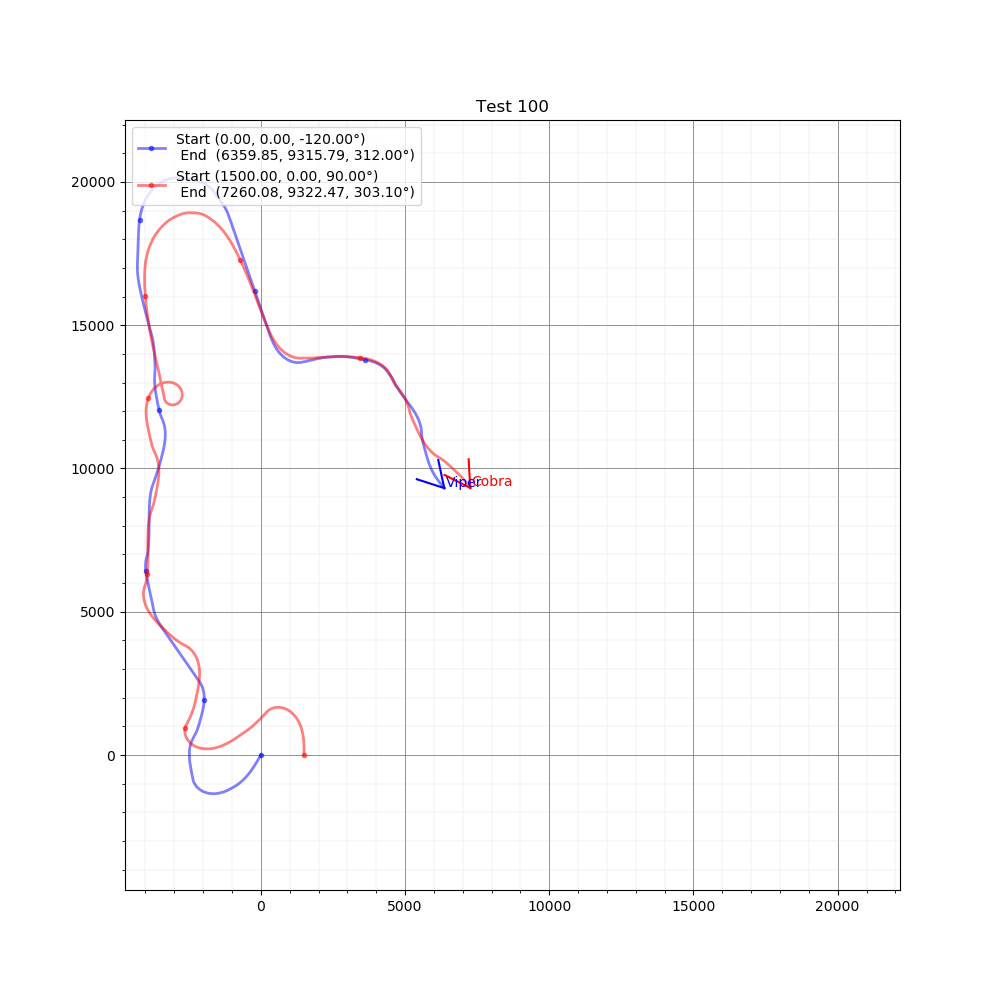 Test 100
Start (0.00, 0.00, -120.00°)
End (6359.85, 9315.79, 312.00°)
Start (1500.00, 0.00, 90.00°)
End (7260.08, 9322.47, 303.10°)
20000
15000
10000
5000
0
Viper
Cobra
0 5000 10000 15000 20000